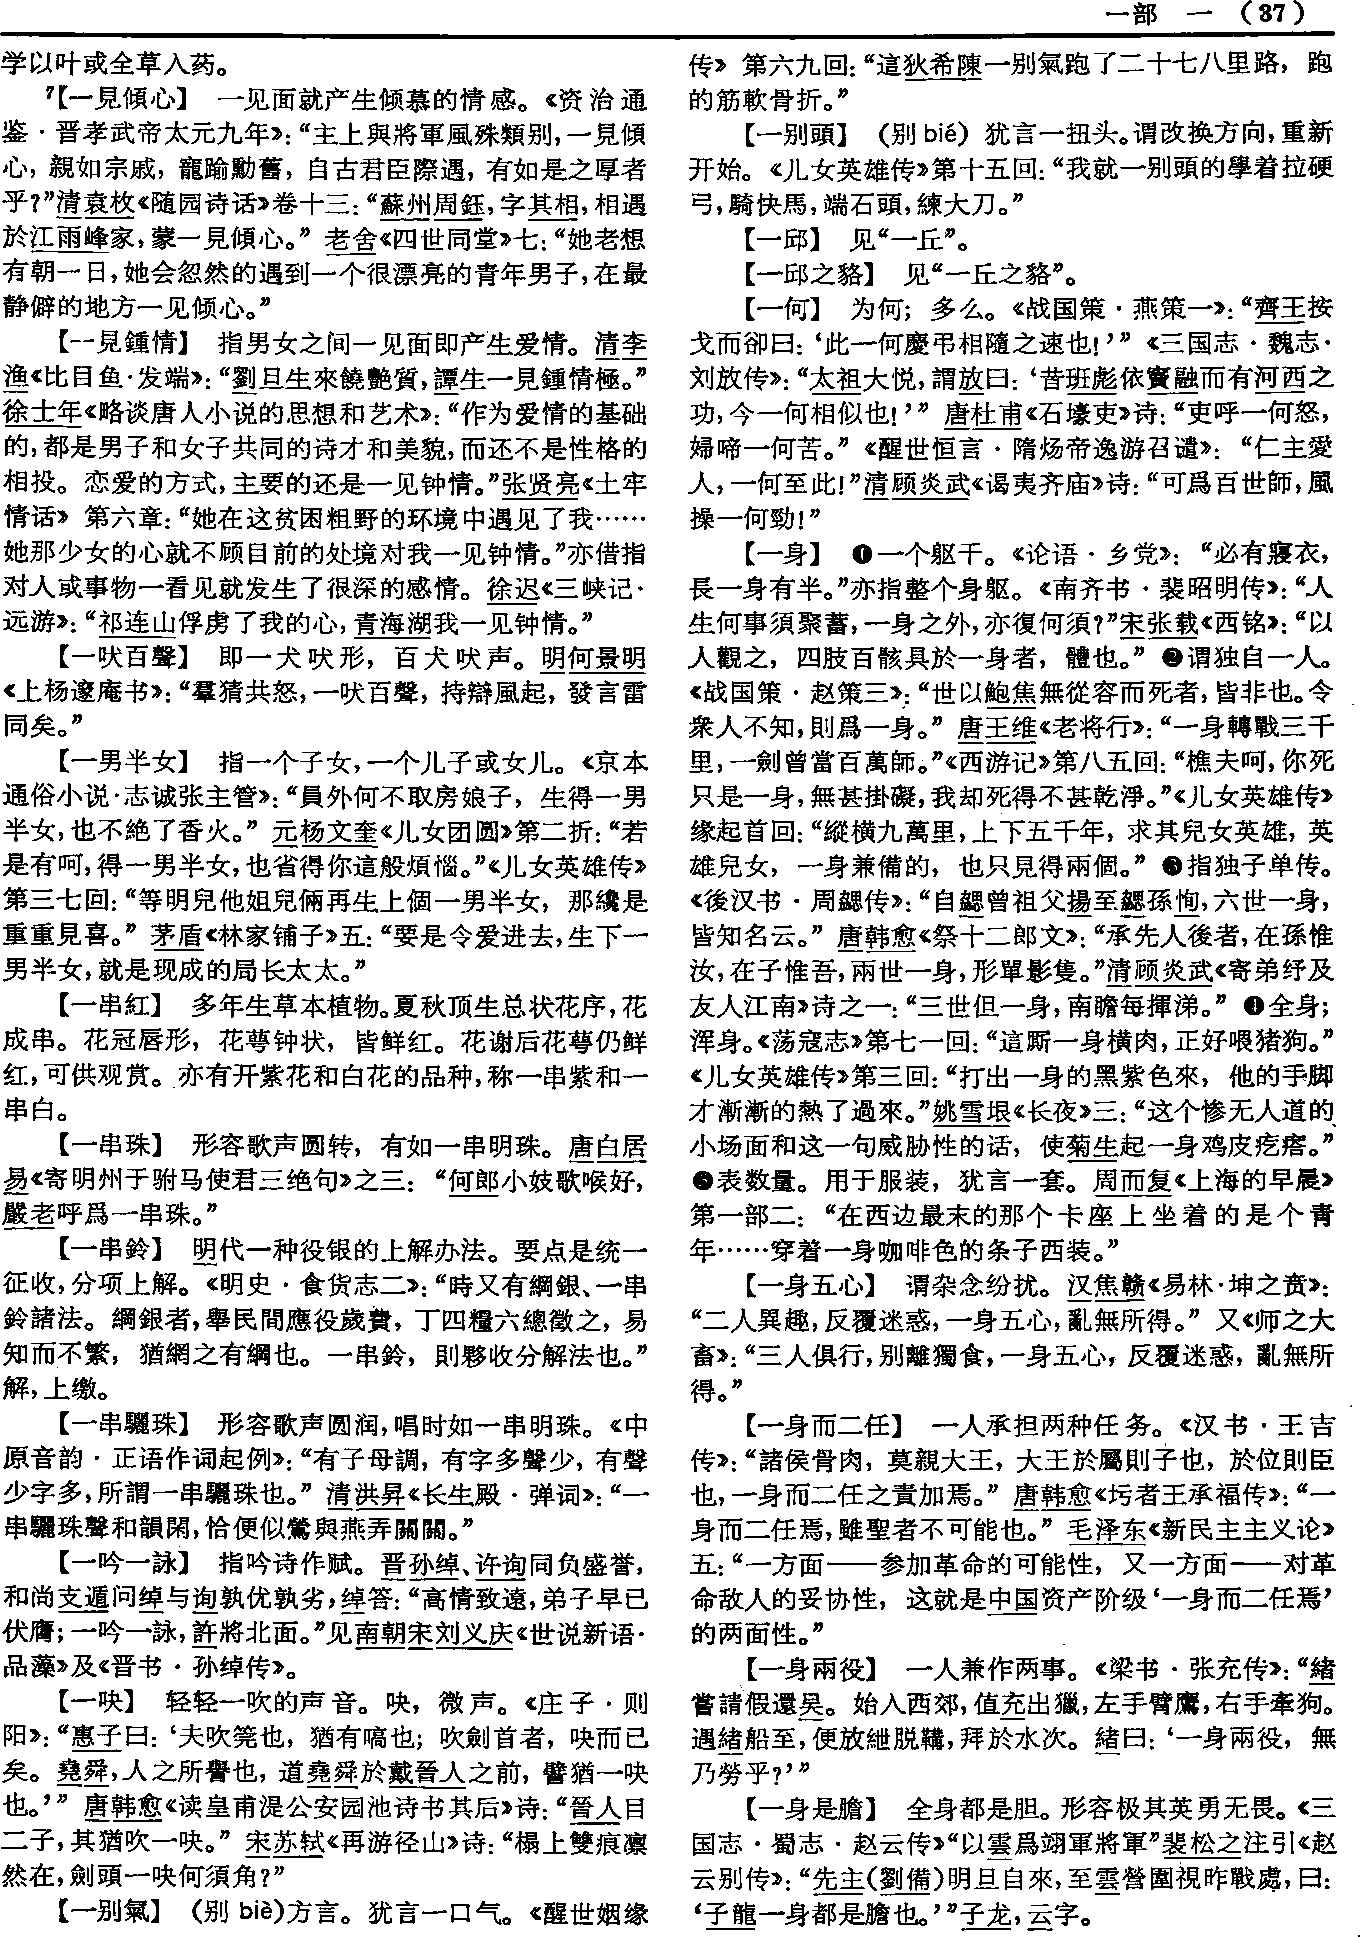 一部 一（37）
学以叶或全草入药。
7【一見傾心】 一见面就产生倾慕的情感。《资治通
鉴·晋孝武帝太元九年》：“主上與將軍風殊類别，一見傾
心，親如宗戚，寵踰勳舊，自古君臣際遇，有如是之厚者
乎？”清袁枚《随园诗话》卷十三：“蘇州周鈺，字其相，相遇
於江雨峰家，蒙一見傾心。” 老舍《四世同堂》七：“她老想
有朝一日，她会忽然的遇到一个很漂亮的青年男子，在最
静僻的地方一见倾心。”
【一見鍾情】 指男女之间一见面即产生爱情。清李
渔《比目鱼·发端》：“劉旦生來饒艷質，譚生一見鍾情極。”
徐士年《略谈唐人小说的思想和艺术》：“作为爱情的基础
的，都是男子和女子共同的诗才和美貌，而还不是性格的
相投。恋爱的方式，主要的还是一见钟情。”张贤亮《土牢
情话》第六章：“她在这贫困粗野的环境中遇见了我……
她那少女的心就不顾目前的处境对我一见钟情。”亦借指
对人或事物一看见就发生了很深的感情。徐迟《三峡记·
远游》：“祁连山俘虏了我的心，青海湖我一见钟情。”
【一吠百聲】 即一犬吠形，百犬吠声。明何景明
《上杨邃庵书》：“羣猜共怒，一吠百聲，持辯風起，發言雷
同矣。”
【一男半女】 指一个子女，一个儿子或女儿。《京本
通俗小说·志诚张主管》：“員外何不取房娘子，生得一男
半女，也不絶了香火。” 元杨文奎《儿女团圆》第二折：“若
是有呵，得一男半女，也省得你這般煩惱。”《儿女英雄传》
第三七回：“等明兒他姐兒倆再生上個一男半女，那纔是
重重見喜。” 茅盾《林家铺子》五：“要是令爱进去，生下一
男半女，就是现成的局长太太。”
【一串紅】 多年生草本植物。夏秋顶生总状花序，花
成串。花冠唇形，花萼钟状，皆鲜红。花谢后花萼仍鲜
红，可供观赏。亦有开紫花和白花的品种，称一串紫和一
串白。
【一串珠】 形容歌声圆转，有如一串明珠。唐白居
易《寄明州于驸马使君三绝句》之三：“何郎小妓歌喉好，
嚴老呼爲一串珠。”
【一串鈴】 明代一种役银的上解办法。要点是统一
征收，分项上解。《明史·食货志二》：“時又有綱銀、一串
鈴諸法。綱銀者，舉民間應役歲費，丁四糧六總徵之，易
知而不繁，猶網之有綱也。一串鈴，則夥收分解法也。”
解，上缴。
【一串驪珠】 形容歌声圆润，唱时如一串明珠。《中
原音韵·正语作词起例》：“有子母調，有字多聲少，有聲
少字多，所謂一串驪珠也。” 清洪昇《长生殿·弹词》：“一
串驪珠聲和韻閑，恰便似鶯與燕弄關關。”
【一吟一詠】 指吟诗作赋。晋孙绰、许询同负盛誉，
和尚支遁问绰与询孰优孰劣，绰答：“高情致遠，弟子早已
伏膺；一吟一詠，許將北面。”见南朝宋刘义庆《世说新语·
品藻》及《晋书·孙绰传》。
【一吷】 轻轻一吹的声音。吷，微声。《庄子·则
阳》：“惠子曰：‘夫吹筦也，猶有嗃也；吹劍首者，吷而已
矣。堯舜，人之所譽也，道堯舜於戴晉人之前，譬猶一吷
也。’” 唐韩愈《读皇甫湜公安园池诗书其后》诗：“晉人目
二子，其猶吹一吷。” 宋苏轼《再游径山》诗：“榻上雙痕凛
然在，劍頭一吷何須角？”
【一别氣】 （别 biè）方言。犹言一口气。《醒世姻缘
传》第六九回：“這狄希陳一别氣跑了二十七八里路，跑
的筋軟骨折。”
【一别頭】 （别 bié）犹言一扭头。谓改换方向，重新
开始。《儿女英雄传》第十五回：“我就一别頭的學着拉硬
弓，騎快馬，端石頭，練大刀。”
【一邱】 见“一丘”。
【一邱之貉】 见“一丘之貉”。
【一何】 为何；多么。《战国策·燕策一》：“齊王按
戈而卻曰：‘此一何慶弔相隨之速也！’” 《三国志·魏志·
刘放传》：“太祖大悦，謂放曰：‘昔班彪依竇融而有河西之
功，今一何相似也！’” 唐杜甫《石壕吏》诗：“吏呼一何怒，
婦啼一何苦。” 《醒世恒言·隋炀帝逸游召谴》：“仁主愛
人，一何至此！”清顾炎武《谒夷齐庙》诗：“可爲百世師，風
操一何勁！”
【一身】 ❶一个躯干。《论语·乡党》：“必有寢衣，
長一身有半。”亦指整个身躯。《南齐书·裴昭明传》：“人
生何事須聚蓄，一身之外，亦復何須？”宋张载《西铭》：“以
人觀之，四肢百骸具於一身者，體也。” ❷谓独自一人。
《战国策·赵策三》：“世以鮑焦無從容而死者，皆非也。令
衆人不知，則爲一身。” 唐王维《老将行》：“一身轉戰三千
里，一劍曾當百萬師。”《西游记》第八五回：“樵夫呵，你死
只是一身，無甚掛礙，我却死得不甚乾淨。”《儿女英雄传》
缘起首回：“縱横九萬里，上下五千年，求其兒女英雄，英
雄兒女，一身兼備的，也只見得兩個。” ❸指独子单传。
《後汉书·周勰传》：“自勰曾祖父揚至勰孫恂，六世一身，
皆知名云。” 唐韩愈《祭十二郎文》：“承先人後者，在孫惟
汝，在子惟吾，兩世一身，形單影隻。”清顾炎武《寄弟纾及
友人江南》诗之一：“三世但一身，南瞻每揮涕。” ❹全身；
浑身。《荡寇志》第七一回：“這厮一身横肉，正好喂猪狗。”
《儿女英雄传》第三回：“打出一身的黑紫色來，他的手脚
才漸漸的熱了過來。”姚雪垠《长夜》三：“这个惨无人道的
小场面和这一句威胁性的话，使菊生起一身鸡皮疙瘩。”
❺表数量。用于服装，犹言一套。周而复《上海的早晨》
第一部二：“在西边最末的那个卡座上坐着的是个青
年……穿着一身咖啡色的条子西装。”
【一身五心】 谓杂念纷扰。汉焦赣《易林·坤之贲》：
“二人異趣，反覆迷惑，一身五心，亂無所得。” 又《师之大
畜》：“三人俱行，别離獨食，一身五心，反覆迷惑，亂無所
得。”
【一身而二任】 一人承担两种任务。《汉书·王吉
传》：“諸侯骨肉，莫親大王，大王於屬則子也，於位則臣
也，一身而二任之責加焉。” 唐韩愈《圬者王承福传》：“一
身而二任焉，雖聖者不可能也。” 毛泽东《新民主主义论》
五：“一方面——参加革命的可能性，又一方面——对革
命敌人的妥协性，这就是中国资产阶级‘一身而二任焉’
的两面性。”
【一身兩役】 一人兼作两事。《梁书·张充传》：“緒
嘗請假還吴。始入西郊，值充出獵，左手臂鷹，右手牽狗。
遇緒船至，便放紲脱韝，拜於水次。緒曰：‘一身兩役，無
乃勞乎？’”
【一身是膽】 全身都是胆。形容极其英勇无畏。《三
国志·蜀志·赵云传》“以雲爲翊軍將軍”裴松之注引《赵
云别传》：“先主（劉備）明旦自來，至雲營圍視昨戰處，曰：
‘子龍一身都是膽也。’”子龙，云字。